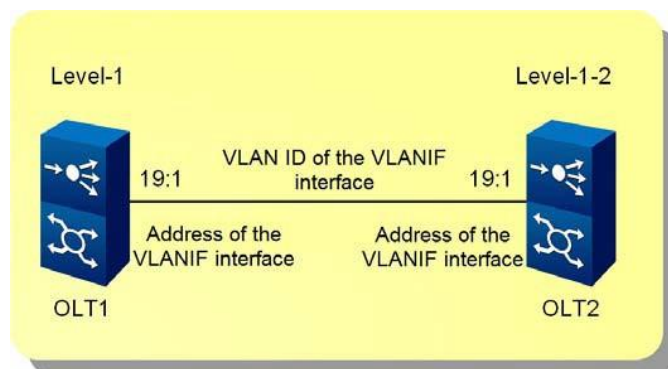 Level-1
Level-1-2
VLAN ID of the VLANIF
interface
19:1
19:1
Address of the
VLANIF interface
Address of the
VLANIF interface
OLT1
OLT2